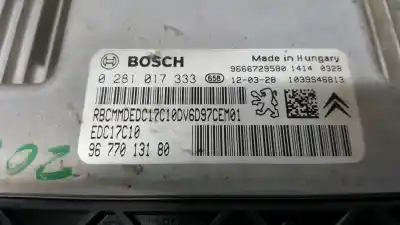 BOSCH
Made in Hungary
9666729580 1414 0328
0 281 017 333 658 12-03-28 1039S46813
RBCMMDEDC17C10DV6D97CEM01
EDC17C10
96 770 131 80